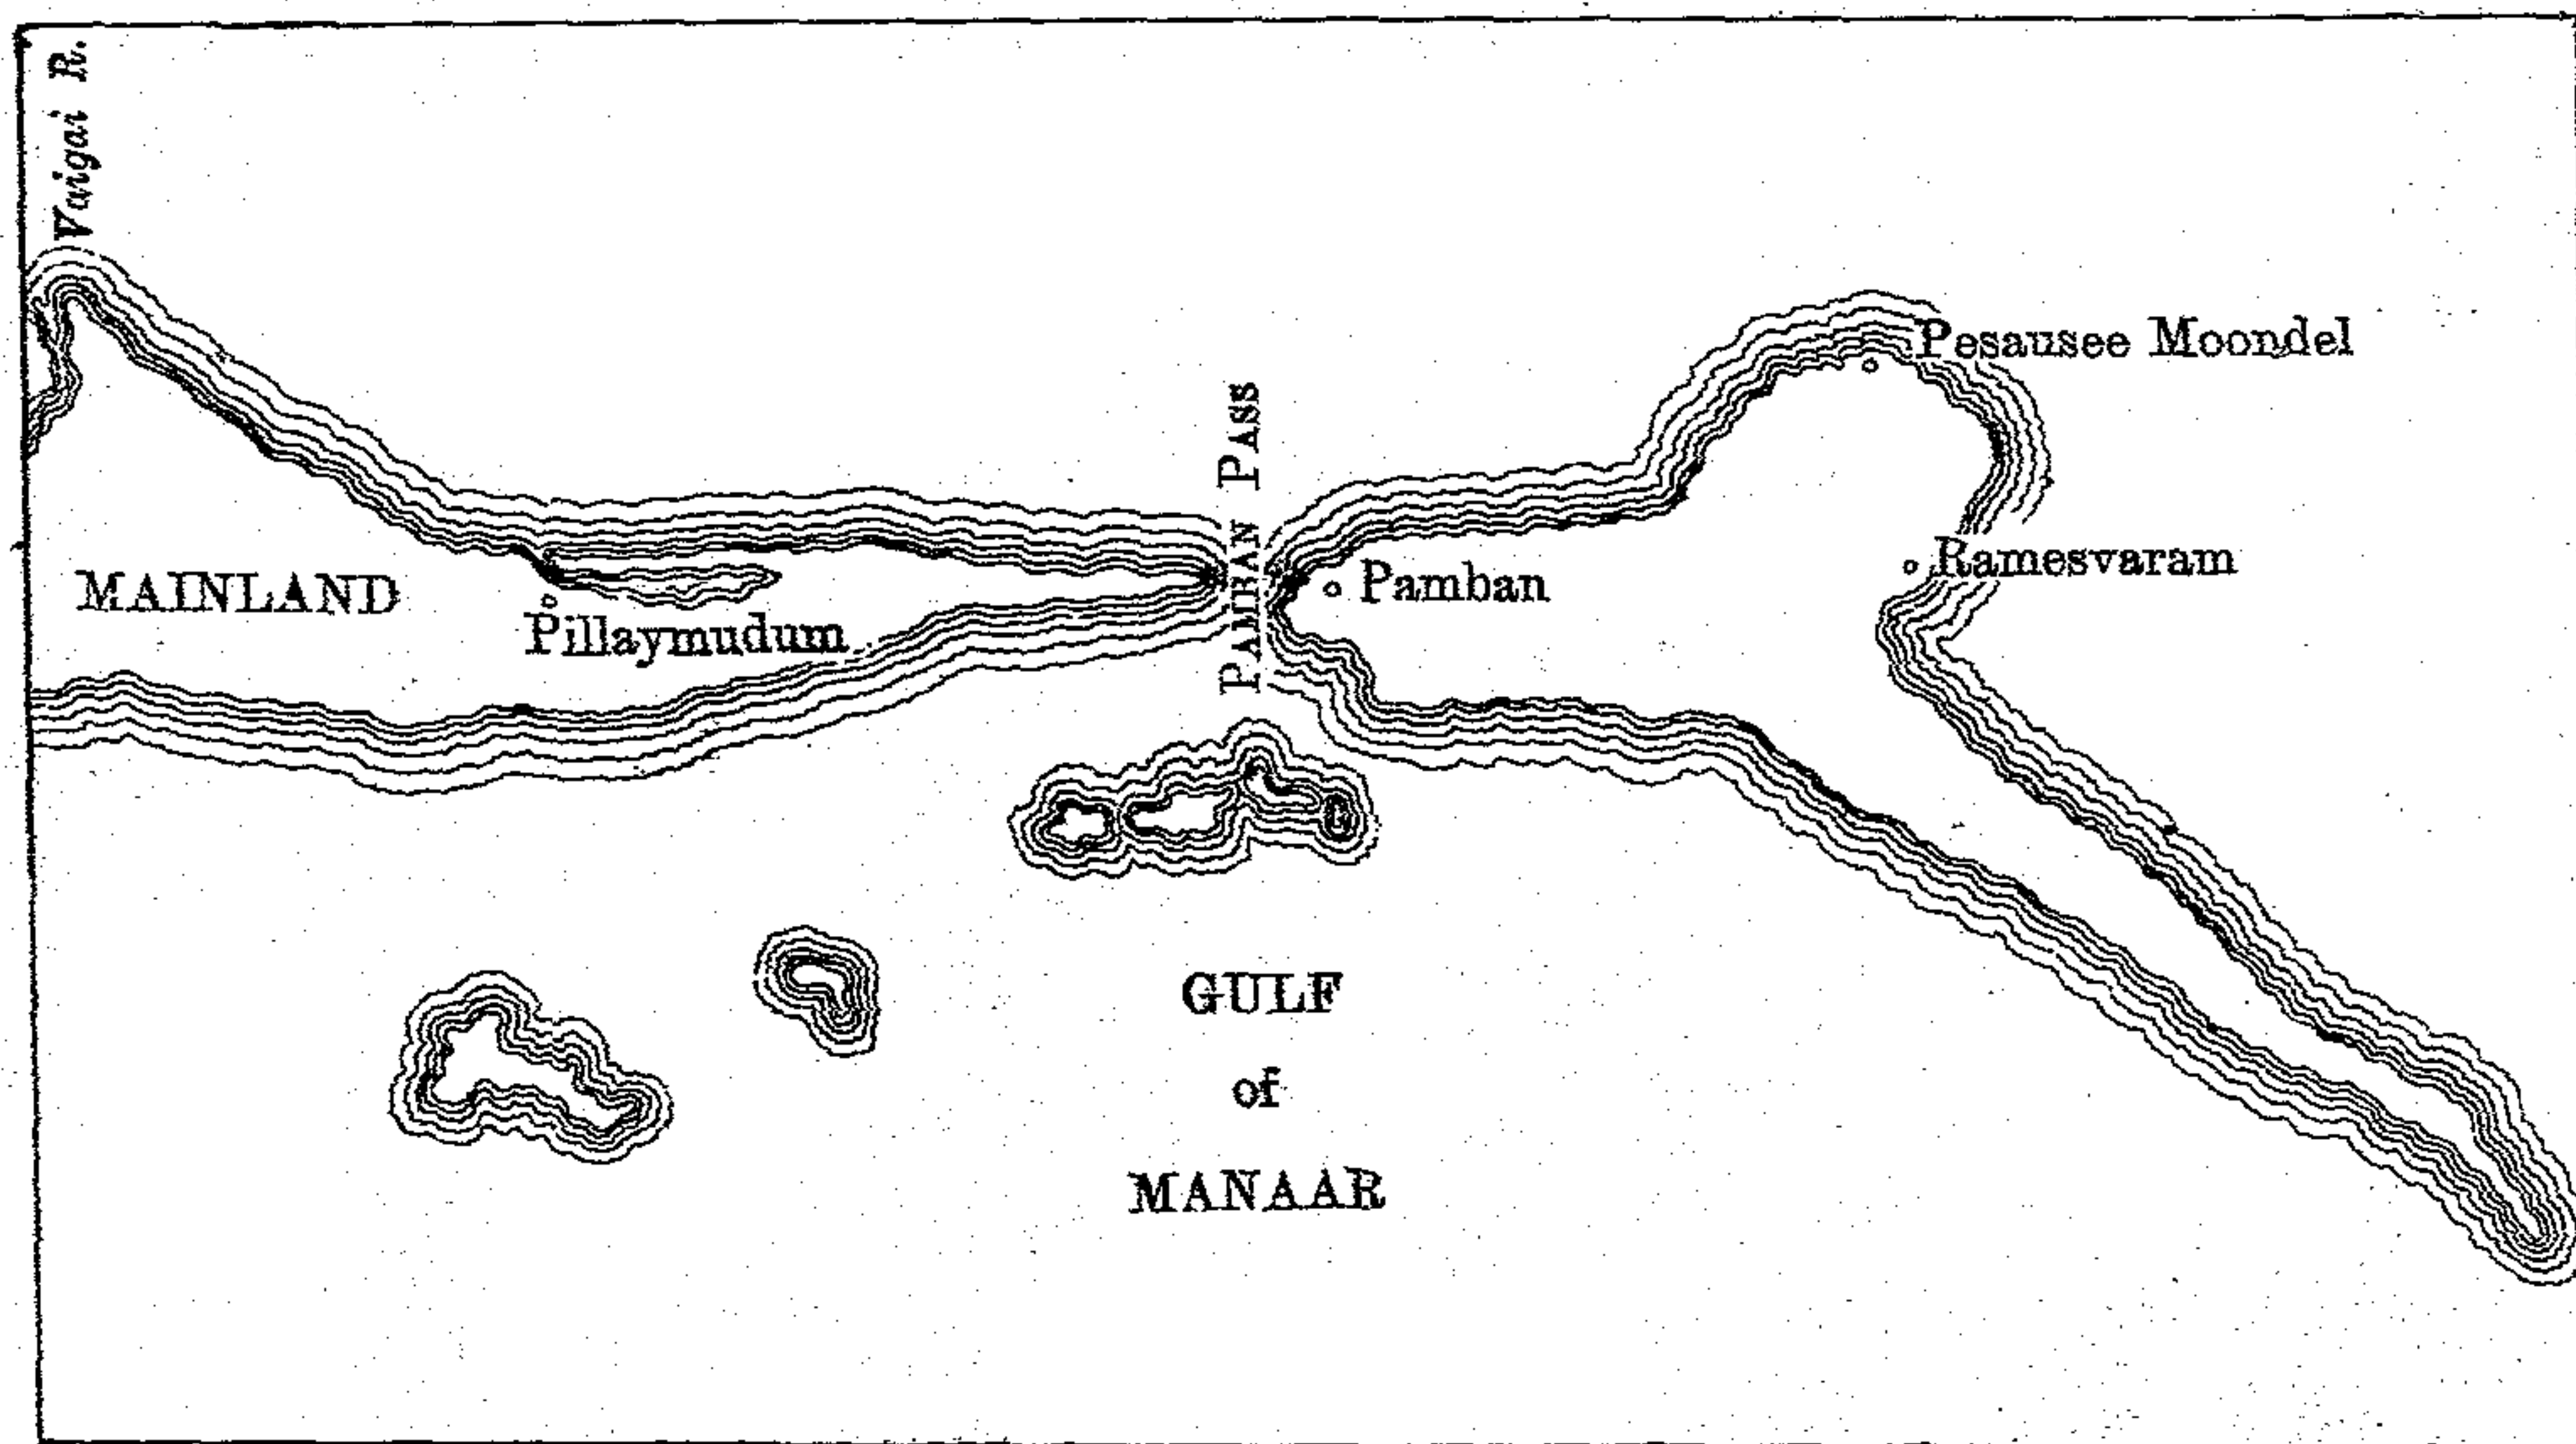 Vaigai R.
Pesausee Moondel
PAMBAN PASS
Ramesvaram
Pamban
MAINLAND
Pillaymudum
GULF
of
MANAAR